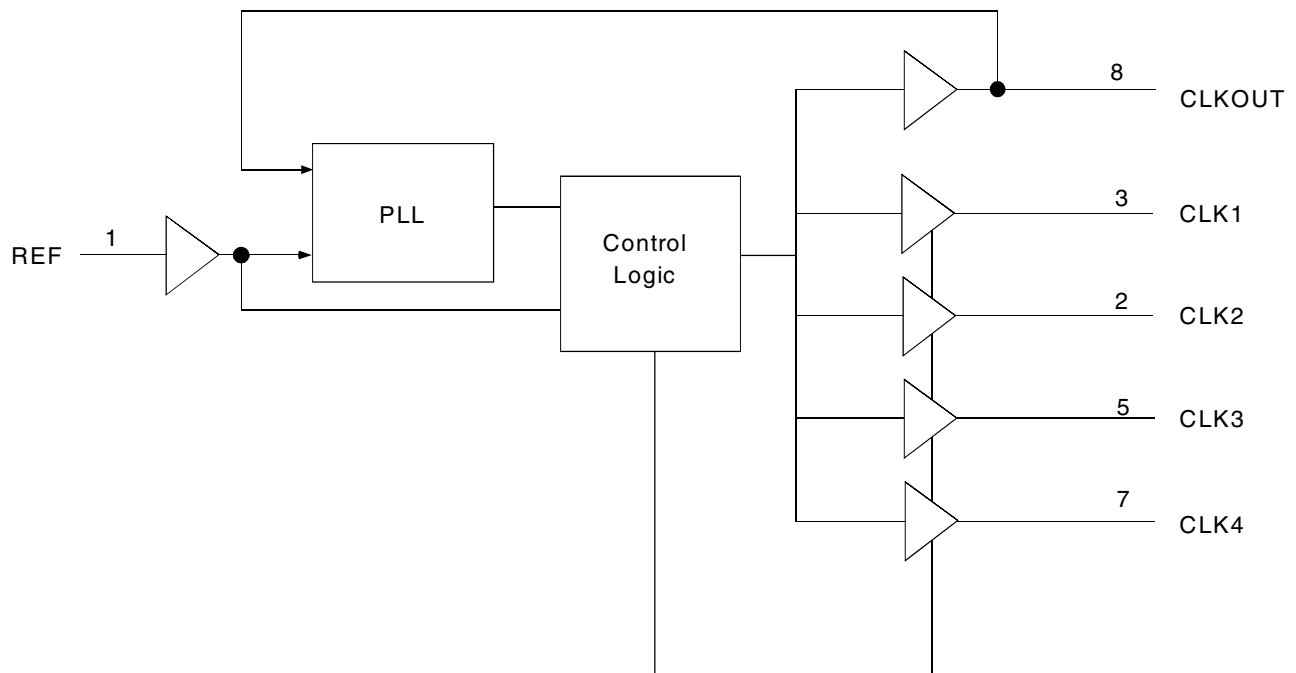 8
CLKOUT
PLL
3
CLK1
REF
1
Control
Logic
2
CLK2
5
CLK3
7
CLK4